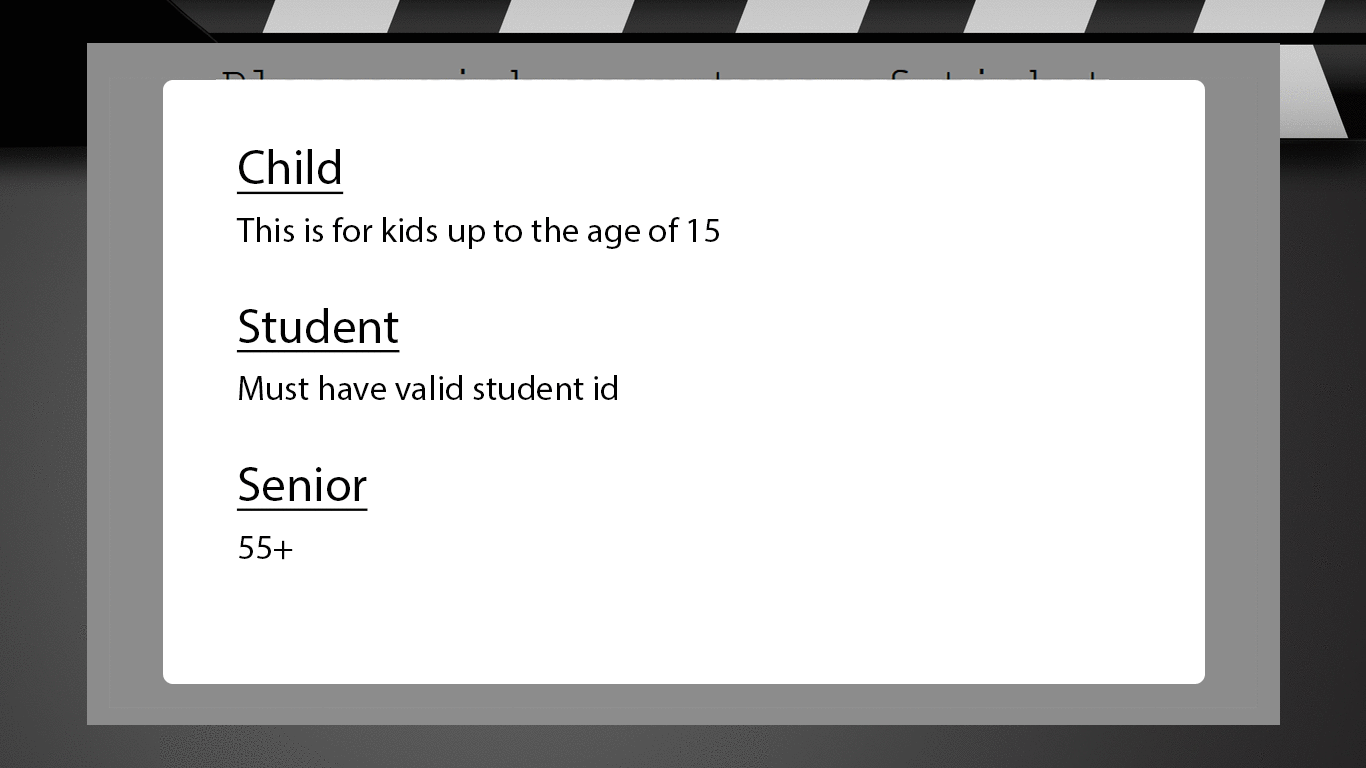 Child
This is for kids up to the age of 15
Student
Must have valid student id
Senior
55+